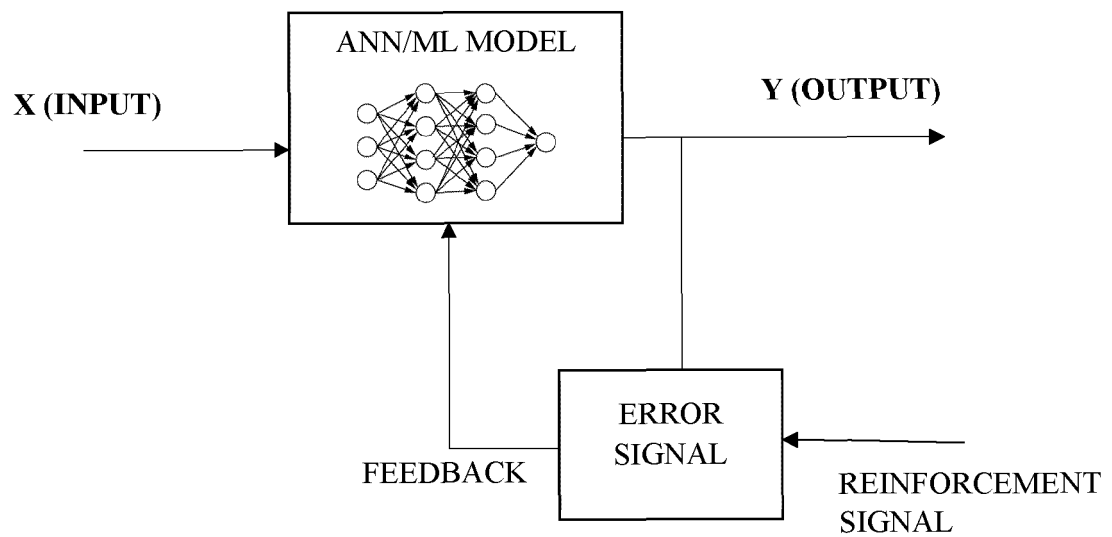 ANN/ML MODEL
X (INPUT)
Y (OUTPUT)
ERROR
SIGNAL
FEEDBACK
REINFORCEMENT
SIGNAL